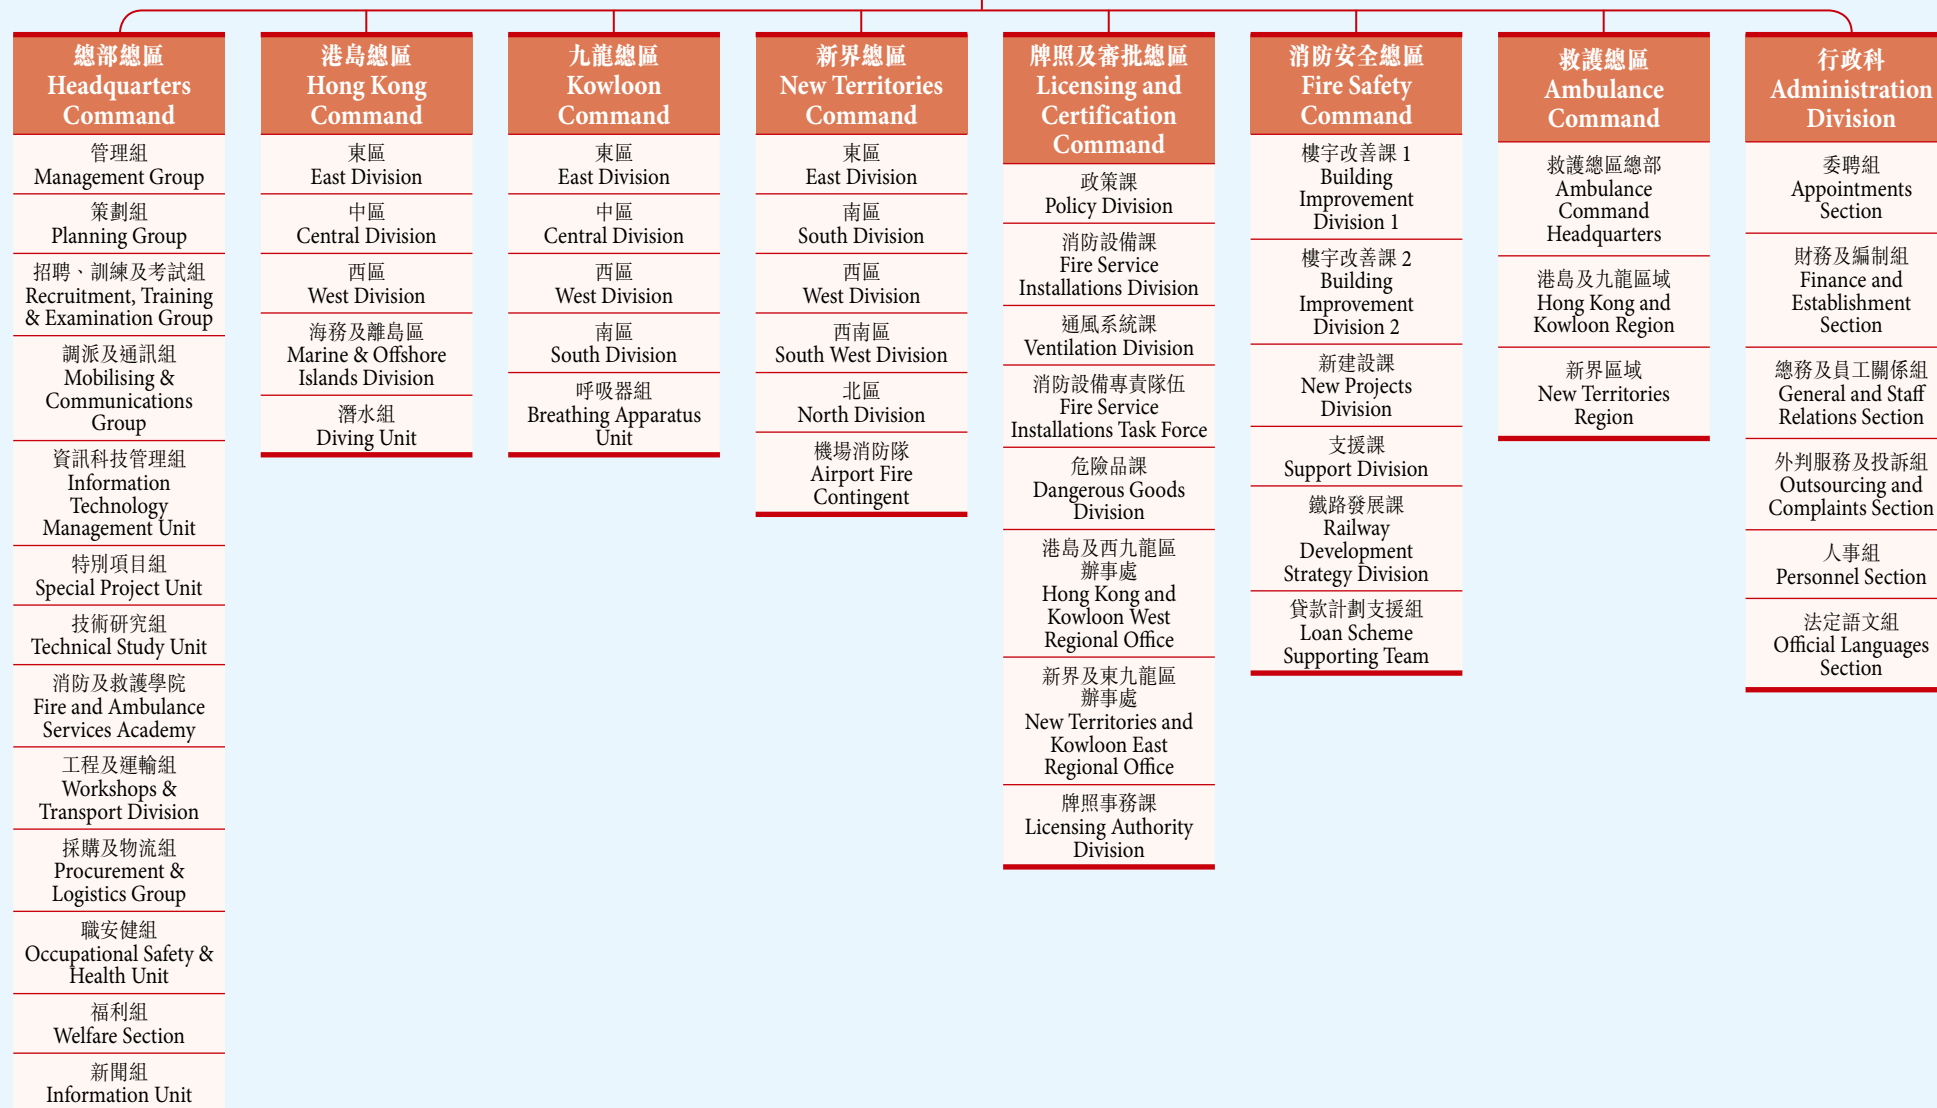 總部總區
Headquarters
Command
管理組
Management Group
策劃組
Planning Group
招聘、訓練及考試組
Recruitment, Training
& Examination Group
調派及通訊組
Mobilising &
Communications
Group
資訊科技管理組
Information
Technology
Management Unit
特別項目組
Special Project Unit
技術研究組
Technical Study Unit
消防及救護學院
Fire and Ambulance
Services Academy
工程及運輸組
Workshops &
Transport Division
採購及物流組
Procurement &
Logistics Group
職安健組
Occupational Safety &
Health Unit
福利組
Welfare Section
新聞組
Information Unit
港島總區
Hong Kong
Command
東區
East Division
中區
Central Division
西區
West Division
海務及離島區
Marine & Offshore
Islands Division
潛水組
Diving Unit
九龍總區
Kowloon
Command
東區
East Division
中區
Central Division
西區
West Division
南區
South Division
呼吸器組
Breathing Apparatus
Unit
新界總區
New Territories
Command
東區
East Division
南區
South Division
西區
West Division
西南區
South West Division
北區
North Division
機場消防隊
Airport Fire
Contingent
牌照及審批總區
Licensing and
Certification
Command
政策課
Policy Division
消防設備課
Fire Service
Installations Division
通風系統課
Ventilation Division
消防設備專責隊伍
Fire Service
Installations Task Force
危險品課
Dangerous Goods
Division
港島及西九龍區
辦事處
Hong Kong and
Kowloon West
Regional Office
新界及東九龍區
辦事處
New Territories and
Kowloon East
Regional Office
牌照事務課
Licensing Authority
Division
消防安全總區
Fire Safety
Command
樓宇改善課 1
Building
Improvement
Division 1
樓宇改善課 2
Building
Improvement
Division 2
新建設課
New Projects
Division
支援課
Support Division
鐵路發展課
Railway
Development
Strategy Division
貸款計劃支援組
Loan Scheme
Supporting Team
救護總區
Ambulance
Command
救護總區總部
Ambulance
Command
Headquarters
港島及九龍區域
Hong Kong and
Kowloon Region
新界區域
New Territories
Region
行政科
Administration
Division
委聘組
Appointments
Section
財務及編制組
Finance and
Establishment
Section
總務及員工關係組
General and Staff
Relations Section
外判服務及投訴組
Outsourcing and
Complaints Section
人事組
Personnel Section
法定語文組
Official Languages
Section